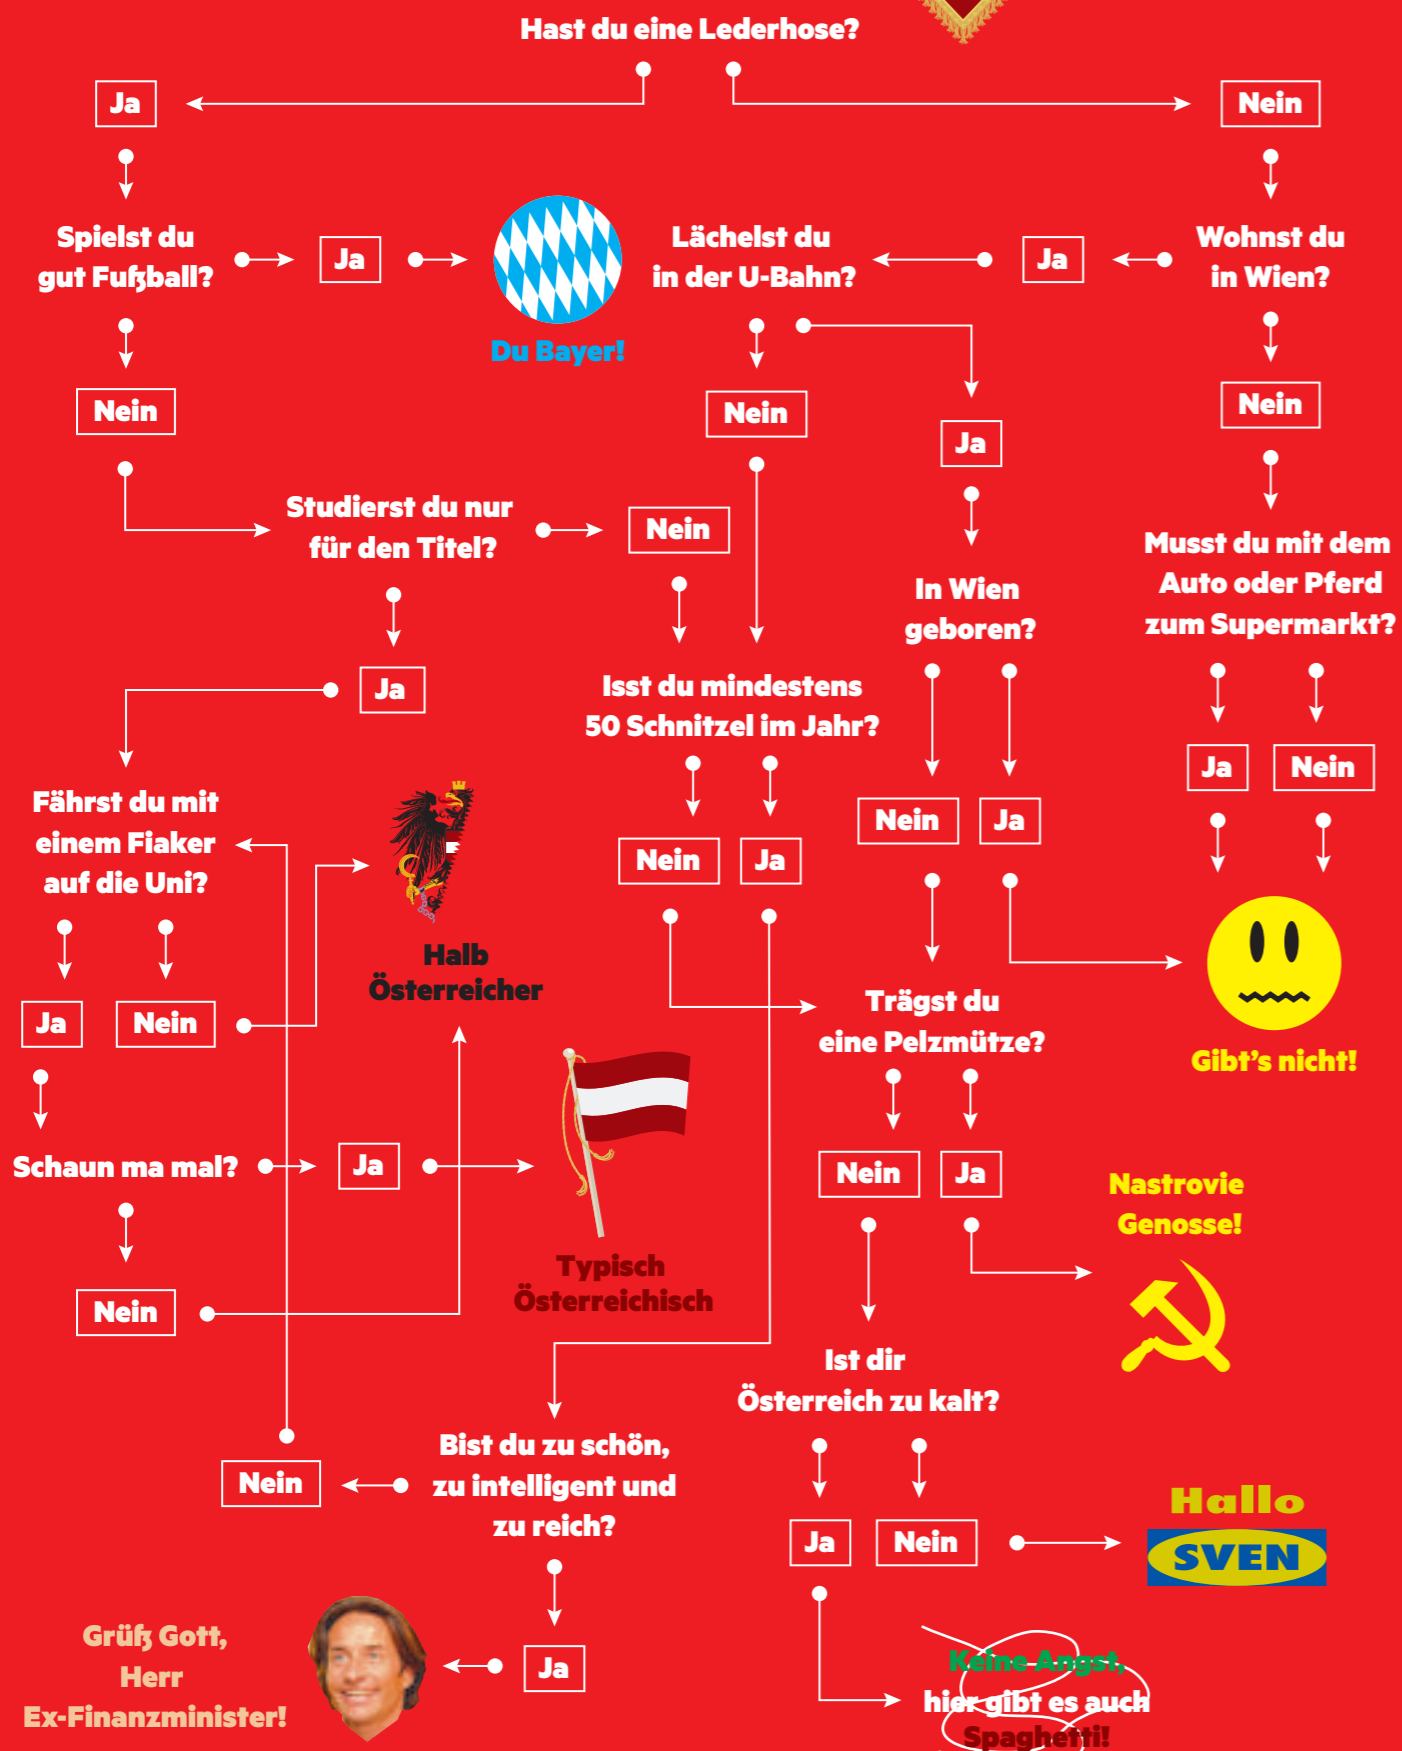 Hast du eine Lederhose?
Ja
Nein
Spielst du
gut Fußball?
Ja
Du Bayer!
Lächelst du
in der U-Bahn?
Ja
Wohnst du
in Wien?
Nein
Nein
Ja
Nein
Studierst du nur
für den Titel?
Nein
Musst du mit dem
Auto oder Pferd
zum Supermarkt?
In Wien
geboren?
Ja
Isst du mindestens
50 Schnitzel im Jahr?
Ja
Nein
Fährst du mit
einem Fiaker
auf die Uni?
Nein
Ja
Nein
Ja
Halb
Österreicher
Ja
Nein
Trägst du
eine Pelzmütze?
Gibt's nicht!
Schaun ma mal?
Ja
Nein
Ja
Nastrovie
Genosse!
Typisch
Österreichisch
Nein
Ist dir
Österreich zu kalt?
Bist du zu schön,
zu intelligent und
zu reich?
Nein
Ja
Nein
Hallo
SVEN
Grüß Gott,
Herr
Ex-Finanzminister!
Ja
Keine Angst,
hier gibt es auch
Spaghetti!